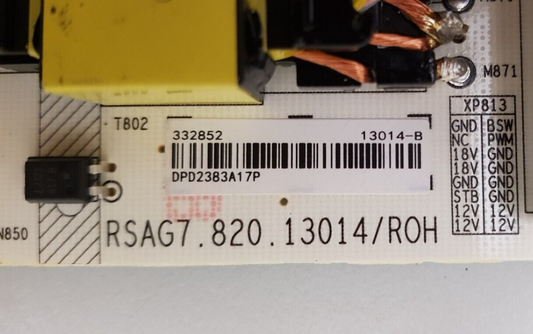 M871
XP813
T802
332852 13014-B
DPD2383A17P
GND BSW
NC PWM
18V GND
18V GND
GND GND
STB GND
12V 12V
12V 12V
N850
RSAG7.820.13014/ROH